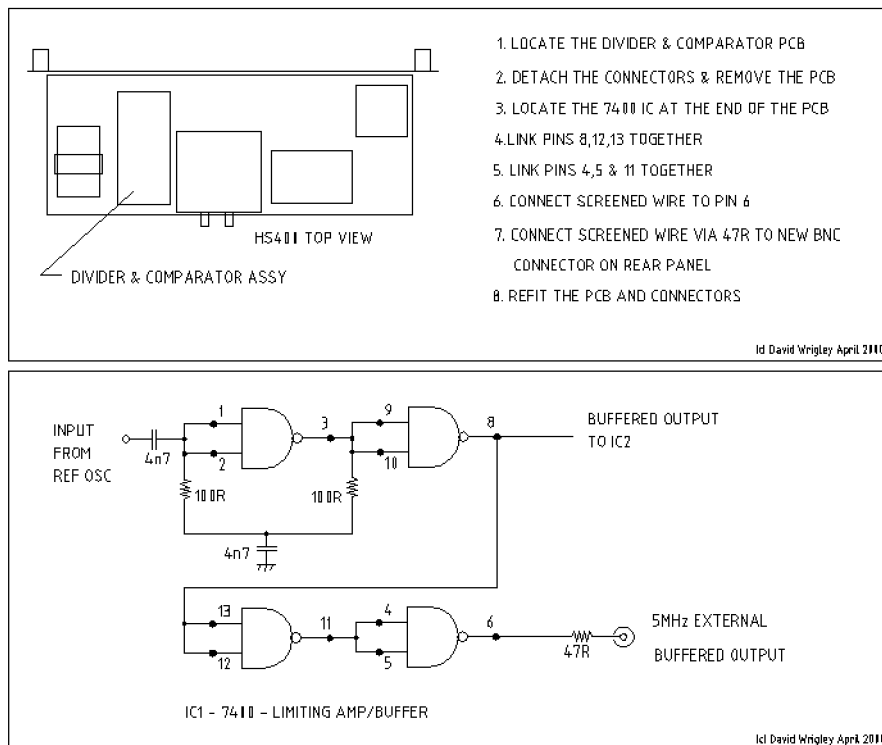 1. LOCATE THE DIVIDER & COMPARATOR PCB
2. DETACH THE CONNECTORS & REMOVE THE PCB
3. LOCATE THE 7400 IC AT THE END OF THE PCB
4.LINK PINS 8,12,13 TOGETHER
5. LINK PINS 4,5 & 11 TOGETHER
6. CONNECT SCREENED WIRE TO PIN 6
7. CONNECT SCREENED WIRE VIA 47R TO NEW BNC
CONNECTOR ON REAR PANEL
8. REFIT THE PCB AND CONNECTORS
HS401 TOP VIEW
DIVIDER & COMPARATOR ASSY
(c) David Wrigley April 2000
INPUT
FROM
REF OSC
4n7
1
2
3
100R
100R
4n7
9
10
8
BUFFERED OUTPUT
TO IC2
13
12
11
4
5
6
47R
5MHz EXTERNAL
BUFFERED OUTPUT
IC1 - 7400 - LIMITING AMP/BUFFER
(c) David Wrigley April 2000